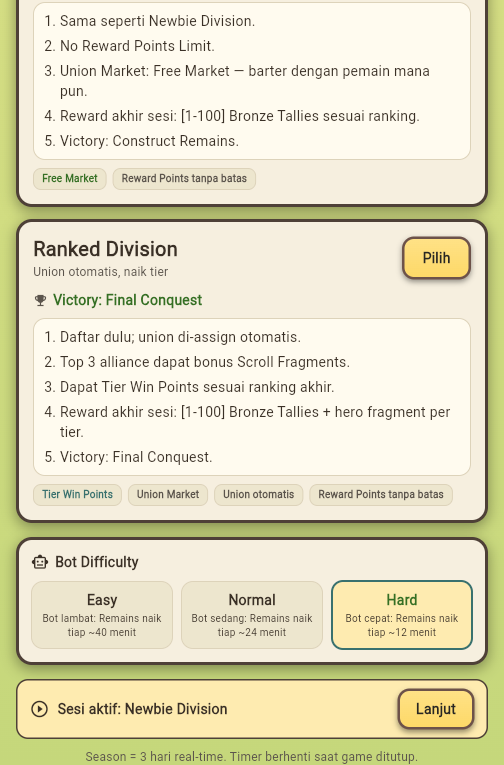 1. Sama seperti Newbie Division.
2. No Reward Points Limit.
3. Union Market: Free Market — barter dengan pemain mana
pun.
4. Reward akhir sesi: [1-100] Bronze Tallies sesuai ranking.
5. Victory: Construct Remains.
Free Market
Reward Points tanpa batas
Ranked Division
Union otomatis, naik tier
Pilih
Victory: Final Conquest
1. Daftar dulu; union di-assign otomatis.
2. Top 3 alliance dapat bonus Scroll Fragments.
3. Dapat Tier Win Points sesuai ranking akhir.
4. Reward akhir sesi: [1-100] Bronze Tallies + hero fragment per
tier.
5. Victory: Final Conquest.
Tier Win Points
Union Market
Union otomatis
Reward Points tanpa batas
Bot Difficulty
Easy
Bot lambat: Remains naik
tiap ~40 menit
Normal
Bot sedang: Remains naik
tiap ~24 menit
Hard
Bot cepat: Remains naik
tiap ~12 menit
Sesi aktif: Newbie Division
Lanjut
Season = 3 hari real-time. Timer berhenti saat game ditutup.